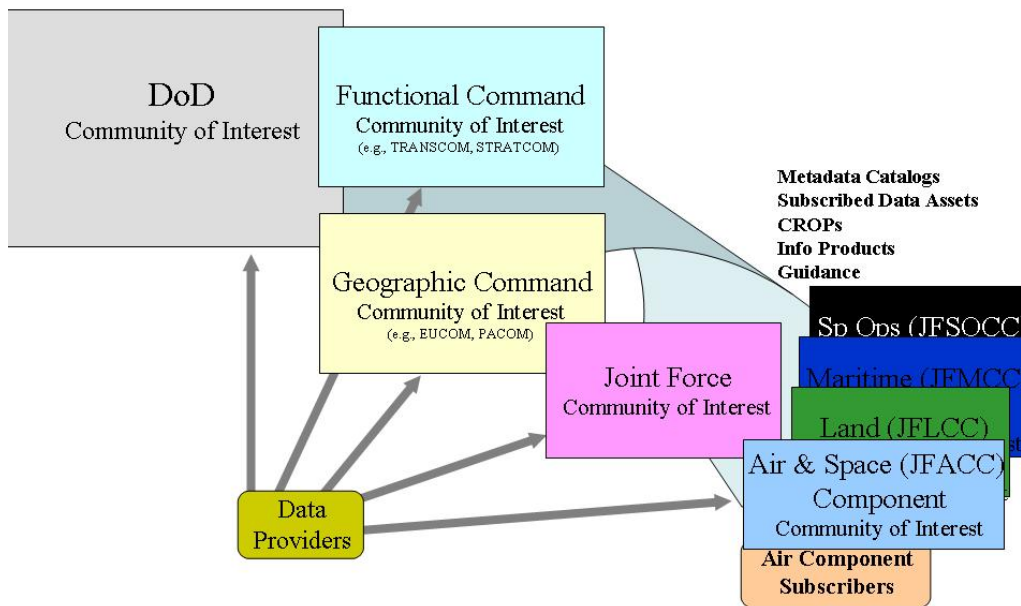 DoD
Community of Interest
Functional Command
Community of Interest
(e.g., TRANSCOM, STRATCOM)
Geographic Command
Community of Interest
(e.g., EUCOM, PACOM)
Joint Force
Community of Interest
Metadata Catalogs
Subscribed Data Assets
CROPs
Info Products
Guidance
Sp Ops (JFSOCC
Maritime (JFMCC
Land (JFLCC)
Air & Space (JFACC)
Component
Community of Interest
Air Component
Subscribers
Data
Providers